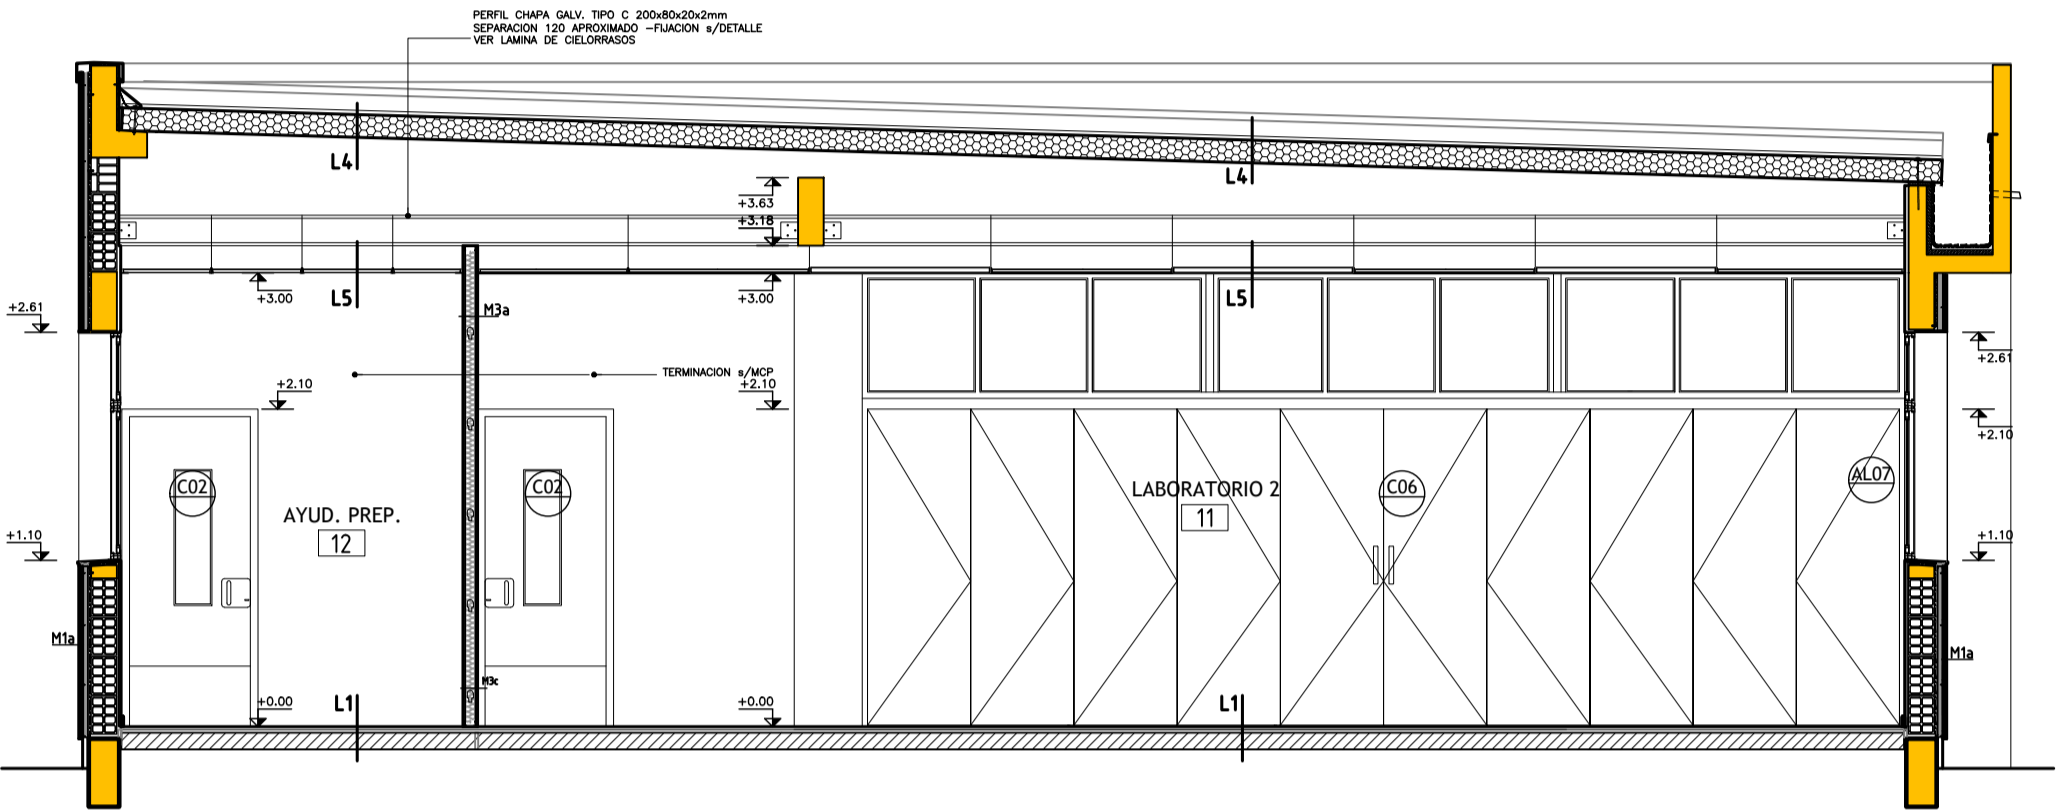 PERFIL CHAPA GALV. TIPO C 200x80x20x2mm
SEPARACION 120 APROXIMADO -FIJACION s/DETALLE
VER LAMINA DE CIELORRASOS
L4
L4
+3.63
+3.18
+3.00
L5
+3.00
L5
M3a
+2.61
+2.61
TERMINACION s/MCP
+2.10
+2.10
+2.10
C02
C02
LABORATORIO 2
11
C06
AL07
AYUD. PREP.
12
+1.10
+1.10
M1a
M1a
M3c
+0.00
L1
+0.00
L1